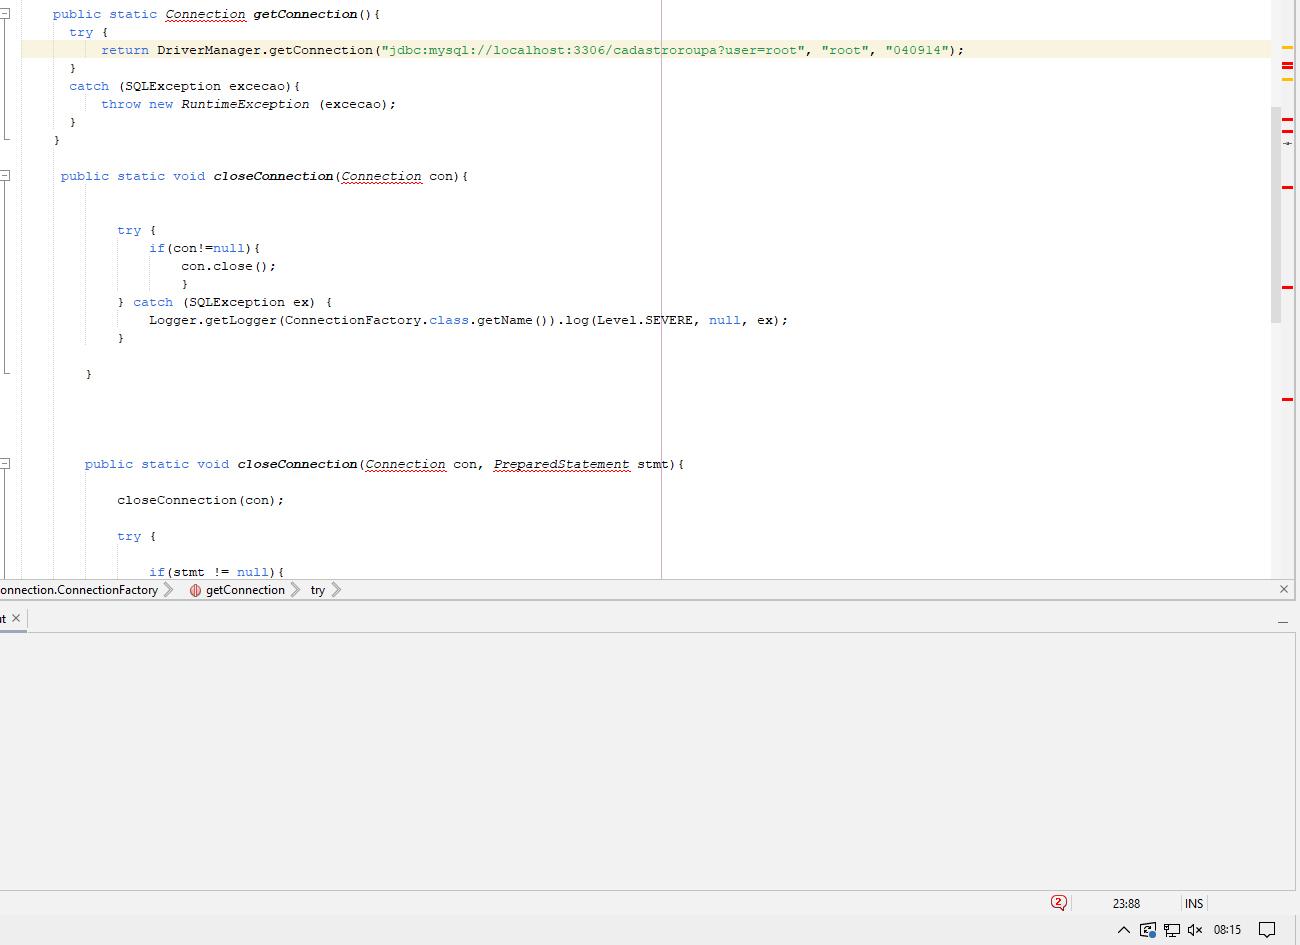 public static Connection getConnection(){
try {
return DriverManager.getConnection("jdbc:mysql://localhost:3306/cadastroroupa?user=root", "root", "040914");
}
catch (SQLException excecao){
throw new RuntimeException (excecao);
}
}
public static void closeConnection(Connection con){
try {
if(con!=null){
con.close();
}
} catch (SQLException ex) {
Logger.getLogger(ConnectionFactory.class.getName()).log(Level.SEVERE, null, ex);
}
}
public static void closeConnection(Connection con, PreparedStatement stmt){
closeConnection(con);
try {
if(stmt != null){
onnection.ConnectionFactory getConnection try
t
2 23:88 INS
08:15